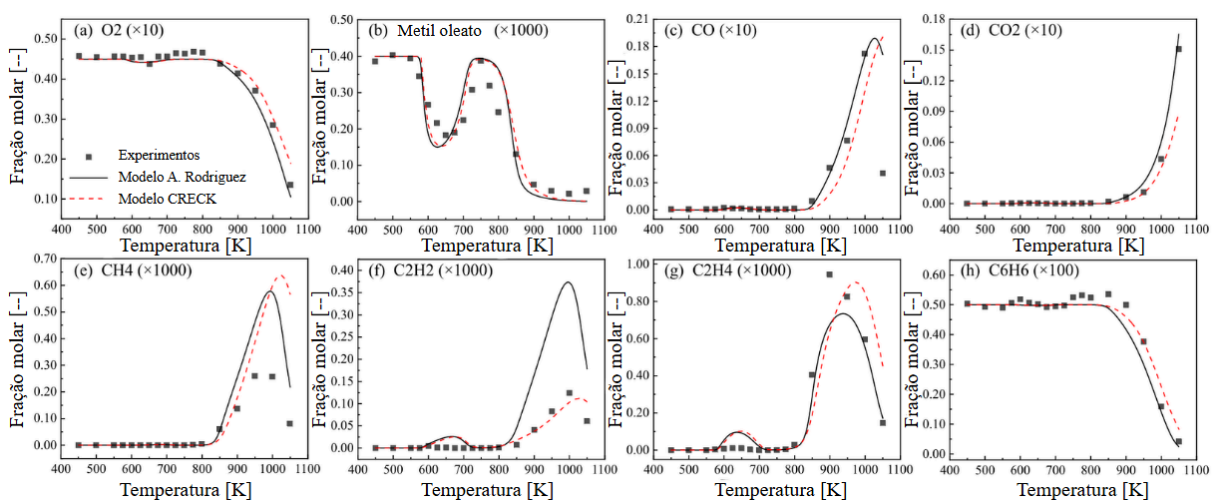 (a) O2 (×10)
Fração molar [--]
0.50
0.40
0.30
0.20
0.10
Experimentos
Modelo A. Rodriguez
Modelo CRECK
400 500 600 700 800 900 1000 1100
Temperatura [K]
(b) Metil oleato (×1000)
Fração molar [--]
0.50
0.40
0.30
0.20
0.10
0.00
400 500 600 700 800 900 1000 1100
Temperatura [K]
(c) CO (×10)
Fração molar [--]
0.21
0.18
0.15
0.12
0.09
0.06
0.03
0.00
400 500 600 700 800 900 1000 1100
Temperatura [K]
(d) CO2 (×10)
Fração molar [--]
0.18
0.15
0.12
0.09
0.06
0.03
0.00
400 500 600 700 800 900 1000 1100
Temperatura [K]
(e) CH4 (×1000)
Fração molar [--]
0.70
0.60
0.50
0.40
0.30
0.20
0.10
0.00
400 500 600 700 800 900 1000 1100
Temperatura [K]
(f) C2H2 (×1000)
Fração molar [--]
0.40
0.35
0.30
0.25
0.20
0.15
0.10
0.05
0.00
400 500 600 700 800 900 1000 1100
Temperatura [K]
(g) C2H4 (×1000)
Fração molar [--]
1.00
0.80
0.60
0.40
0.20
0.00
400 500 600 700 800 900 1000 1100
Temperatura [K]
(h) C6H6 (×100)
Fração molar [--]
0.60
0.50
0.40
0.30
0.20
0.10
0.00
400 500 600 700 800 900 1000 1100
Temperatura [K]